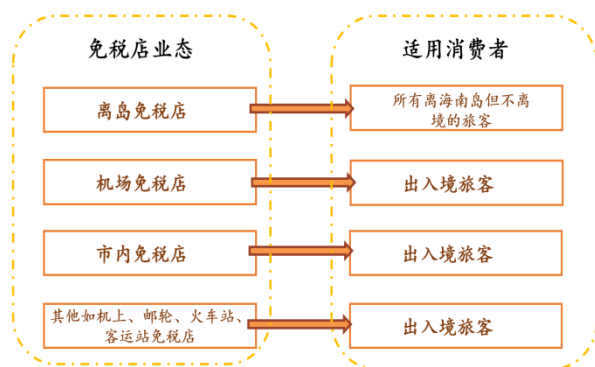 免税店业态
适用消费者
离岛免税店
所有离海南岛但不离
境的旅客
机场免税店
出入境旅客
市内免税店
出入境旅客
其他如机上、邮轮、火车站、
客运站免税店
出入境旅客